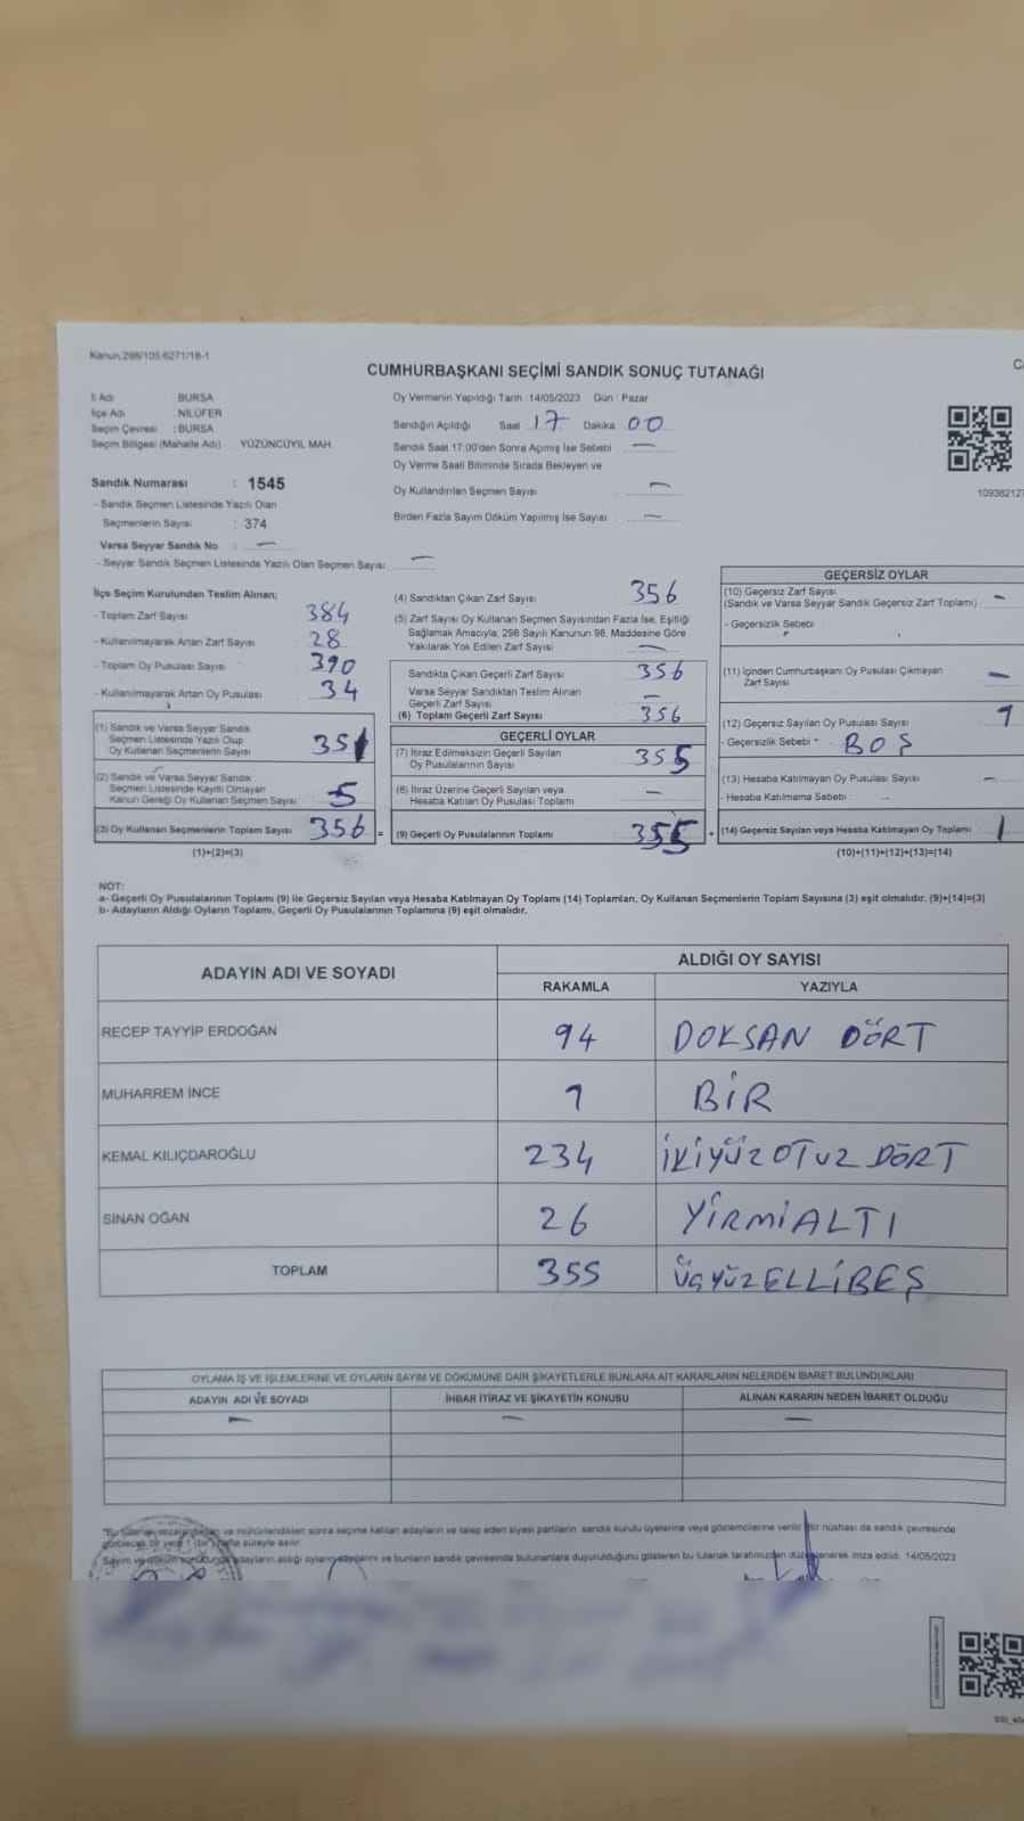 Kanun,298/105.6271/18-1
CUMHURBAŞKANI SEÇİMİ SANDIK SONUÇ TUTANAĞI
İl Adı BURSA
İlçe Adı NİLÜFER
Seçim Çevresi : BURSA
Seçim Bölgesi (Mahalle Adı) YÜZÜNCÜYIL MAH.
Sandık Numarası : 1545
- Sandık Seçmen Listesinde Yazılı Olan
Seçmenlerin Sayısı : 374
Varsa Seyyar Sandık No : —
- Seyyar Sandık Seçmen Listesinde Yazılı Olan Seçmen Sayısı —
Oy Vermenin Yapıldığı Tarih :14/05/2023 Gün : Pazar
Sandığın Açıldığı Saat 17 Dakika 00
Sandık Saat 17:00'den Sonra Açılmış İse Sebebi —
Oy Verme Saati Bitiminde Sırada Bekleyen ve
Oy Kullandırılan Seçmen Sayısı —
Birden Fazla Sayım Döküm Yapılmış İse Sayısı —
10938212
İlçe Seçim Kurulundan Teslim Alınan;
- Toplam Zarf Sayısı 384
- Kullanılmayarak Artan Zarf Sayısı 28
- Toplam Oy Pusulası Sayısı 390
- Kullanılmayarak Artan Oy Pusulası 34
(1) Sandık ve Varsa Seyyar Sandık
Seçmen Listesinde Yazılı Olup
Oy Kullanan Seçmenlerin Sayısı 351
(2) Sandık ve Varsa Seyyar Sandık
Seçmen Listesinde Kayıtlı Olmayan
Kanun Gereği Oy Kullanan Seçmen Sayısı 5
(3) Oy Kullanan Seçmenlerin Toplam Sayısı 356 =
(1)+(2)=(3)
(4) Sandıktan Çıkan Zarf Sayısı 356
(5) Zarf Sayısı Oy Kullanan Seçmen Sayısından Fazla İse, Eşitliği
Sağlamak Amacıyla, 298 Sayılı Kanunun 98. Maddesine Göre
Yakılarak Yok Edilen Zarf Sayısı —
Sandıkta Çıkan Geçerli Zarf Sayısı 356
Varsa Seyyar Sandıktan Teslim Alınan
Geçerli Zarf Sayısı —
(6) Toplam Geçerli Zarf Sayısı 356
GEÇERLİ OYLAR
(7) İtiraz Edilmeksizin Geçerli Sayılan
Oy Pusulalarının Sayısı 355
(8) İtiraz Üzerine Geçerli Sayılan veya
Hesaba Katılan Oy Pusulası Toplamı —
(9) Geçerli Oy Pusulalarının Toplamı 355 +
GEÇERSİZ OYLAR
(10) Geçersiz Zarf Sayısı
(Sandık ve Varsa Seyyar Sandık Geçersiz Zarf Toplamı) —
- Geçersizlik Sebebi
(11) İçinden Cumhurbaşkanı Oy Pusulası Çıkmayan
Zarf Sayısı —
(12) Geçersiz Sayılan Oy Pusulası Sayısı 1
- Geçersizlik Sebebi BOŞ
(13) Hesaba Katılmayan Oy Pusulası Sayısı —
- Hesaba Katılmama Sebebi
(14) Geçersiz Sayılan veya Hesaba Katılmayan Oy Toplamı 1
(10)+(11)+(12)+(13)=(14)
NOT:
a- Geçerli Oy Pusulalarının Toplamı (9) ile Geçersiz Sayılan veya Hesaba Katılmayan Oy Toplamı (14) Toplamları, Oy Kullanan Seçmenlerin Toplam Sayısına (3) eşit olmalıdır. (9)+(14)=(3)
b- Adayların Aldığı Oyların Toplamı, Geçerli Oy Pusulalarının Toplamına (9) eşit olmalıdır.
ADAYIN ADI VE SOYADI ALDIĞI OY SAYISI
RAKAMLA YAZIYLA
RECEP TAYYİP ERDOĞAN 94 DOKSAN DÖRT
MUHARREM İNCE 1 BİR
KEMAL KILIÇDAROĞLU 234 İKİYÜZ OTUZ DÖRT
SİNAN OĞAN 26 YİRMİALTI
TOPLAM 355 ÜÇYÜZELLİBEŞ
OYLAMA İŞ VE İŞLEMLERİNE VE OYLARIN SAYIM VE DÖKÜMÜNE DAİR ŞİKAYETLERLE BUNLARA AİT KARARLARIN NELERDEN İBARET BULUNDUKLARI
ADAYIN ADI VE SOYADI İHBAR İTİRAZ VE ŞİKAYETİN KONUSU ALINAN KARARIN NEDEN İBARET OLDUĞU
— — —
sonra seçime katılan adayların ve talep eden siyasi partilerin sandık kurulu üyelerine veya gözlemcilerine verilir. Bir nüshası da sandık çevresinde
süreyle asılır.
Sayım ve ve bunların sandık çevresinde bulunanlara duyurulduğunu gösteren bu tutanak tarafımızdan imza edildi. 14/05/2023